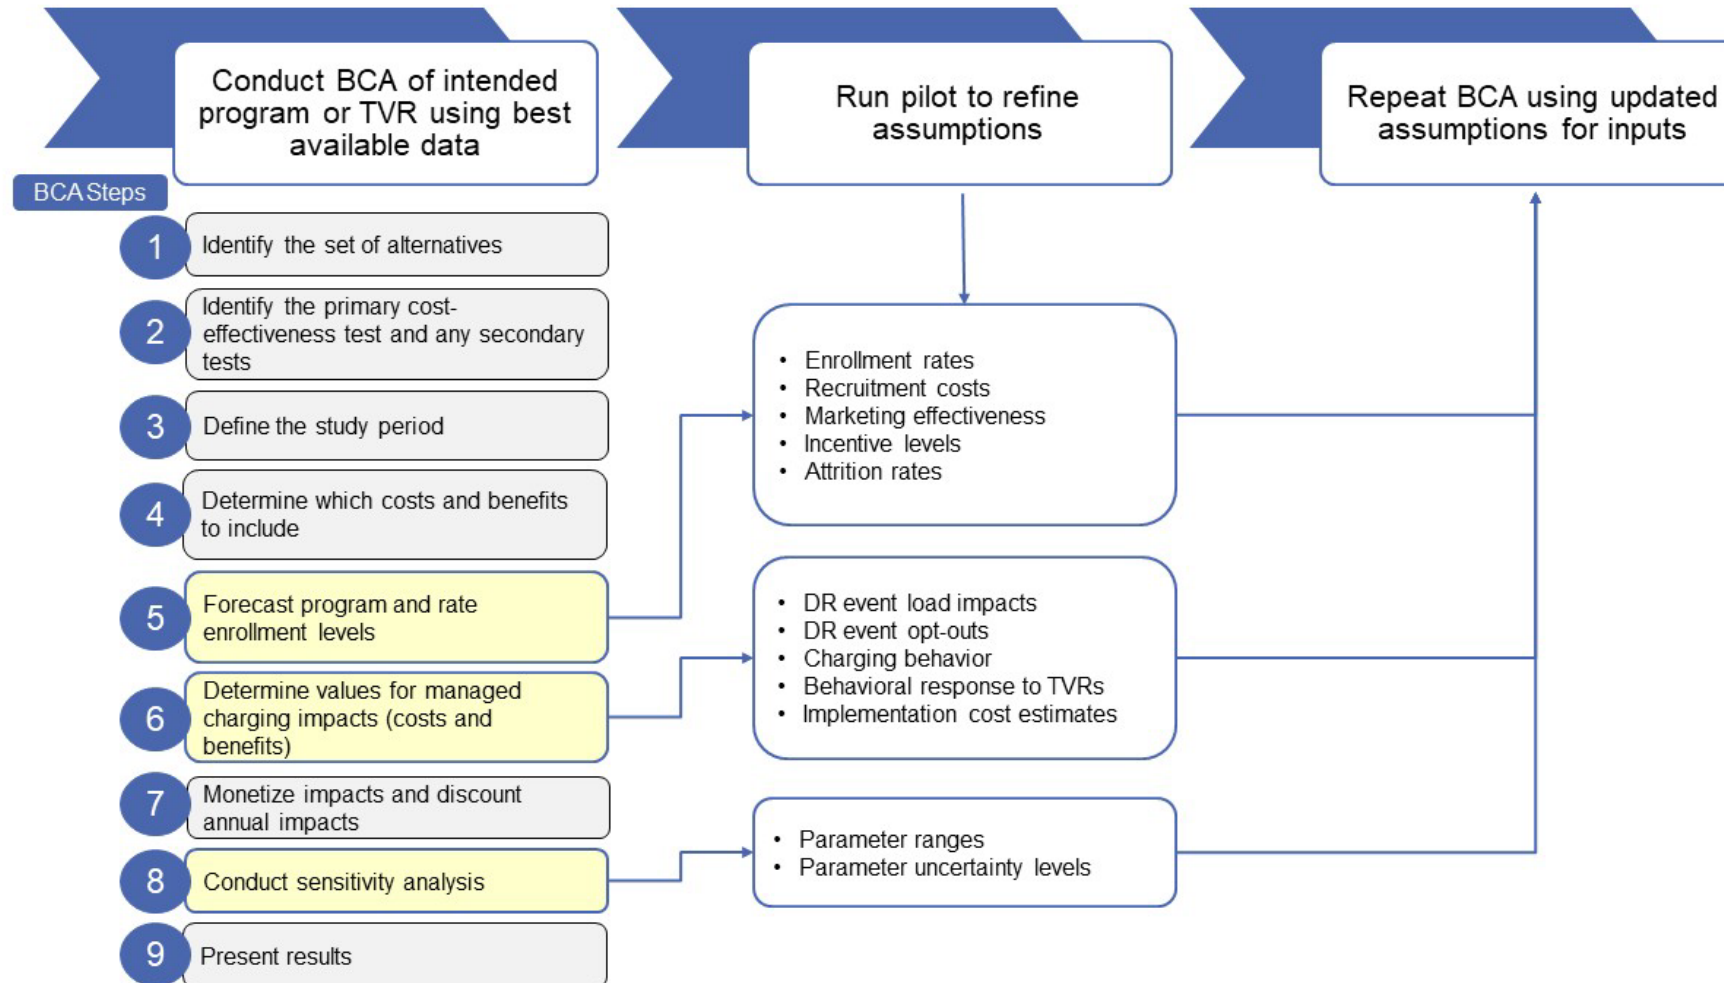 Conduct BCA of intended
program or TVR using best
available data
Run pilot to refine
assumptions
Repeat BCA using updated
assumptions for inputs
BCA Steps
1
Identify the set of alternatives
2
Identify the primary cost-
effectiveness test and any secondary
tests
3
Define the study period
4
Determine which costs and benefits
to include
5
Forecast program and rate
enrollment levels
6
Determine values for managed
charging impacts (costs and
benefits)
7
Monetize impacts and discount
annual impacts
8
Conduct sensitivity analysis
9
Present results
• Enrollment rates
• Recruitment costs
• Marketing effectiveness
• Incentive levels
• Attrition rates
• DR event load impacts
• DR event opt-outs
• Charging behavior
• Behavioral response to TVRs
• Implementation cost estimates
• Parameter ranges
• Parameter uncertainty levels